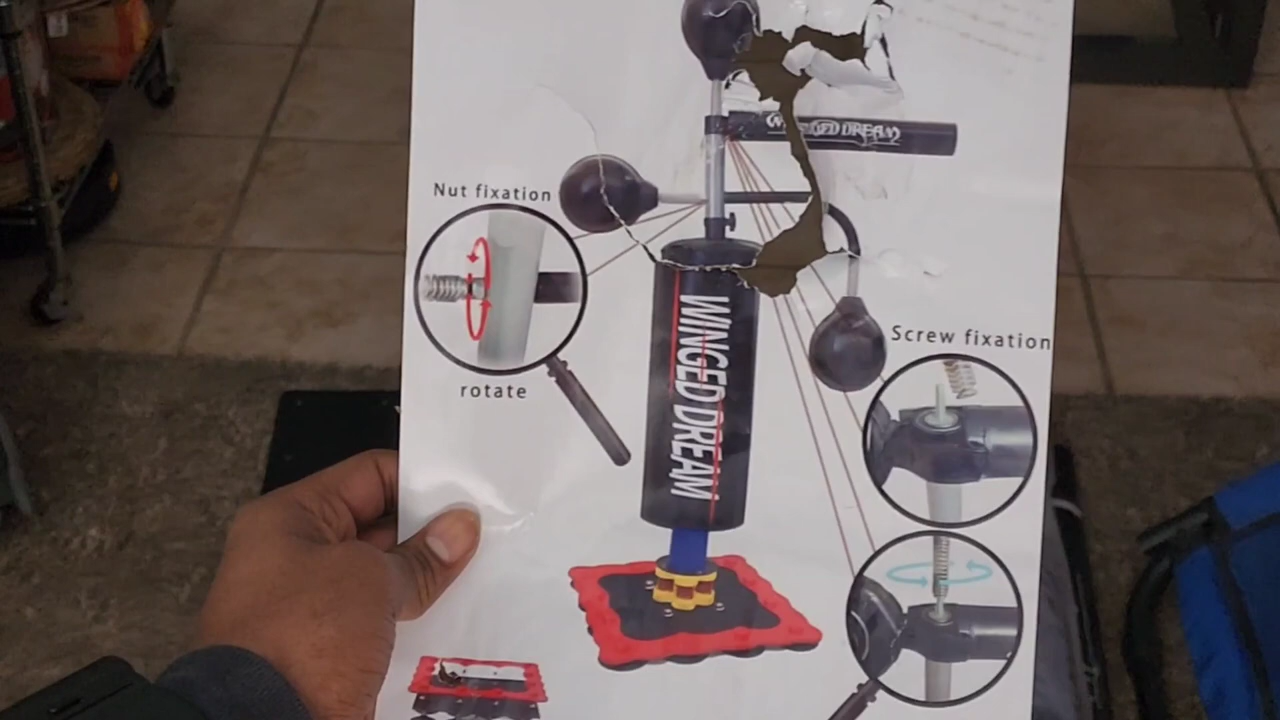 WINGED DREAM
Nut fixation
rotate
WINGED DREAM
Screw fixation